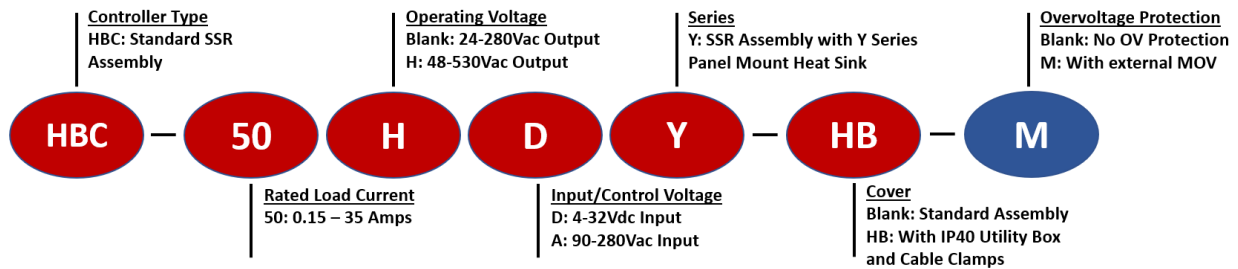 Controller Type
HBC: Standard SSR
Assembly
Operating Voltage
Blank: 24-280Vac Output
H: 48-530Vac Output
Series
Y: SSR Assembly with Y Series
Panel Mount Heat Sink
Overvoltage Protection
Blank: No OV Protection
M: With external MOV
HBC — 50 H D Y — HB — M
Rated Load Current
50: 0.15 – 35 Amps
Input/Control Voltage
D: 4-32Vdc Input
A: 90-280Vac Input
Cover
Blank: Standard Assembly
HB: With IP40 Utility Box
and Cable Clamps